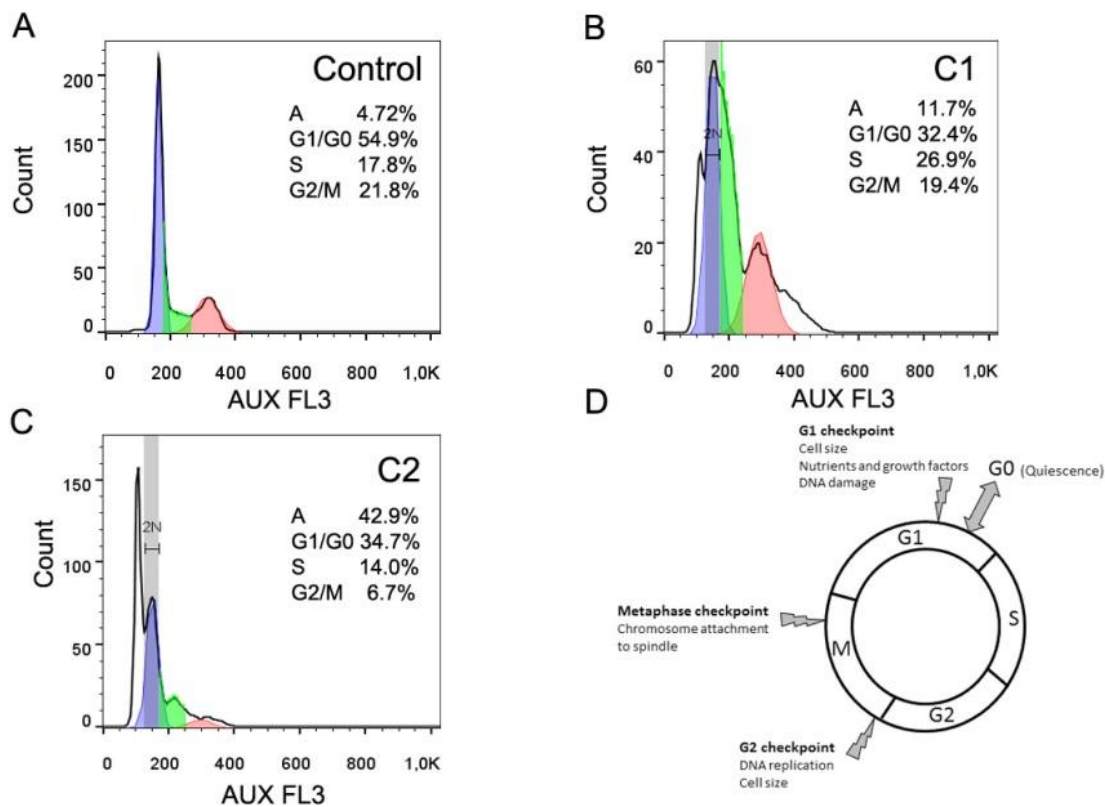 A
Control
A 4.72%
G1/G0 54.9%
S 17.8%
G2/M 21.8%
Count
200
150
100
50
0
0 200 400 600 800 1,0K
AUX FL3
B
C1
A 11.7%
G1/G0 32.4%
S 26.9%
G2/M 19.4%
2N
Count
60
40
20
0
0 200 400 600 800 1,0K
AUX FL3
C
C2
A 42.9%
G1/G0 34.7%
S 14.0%
G2/M 6.7%
2N
Count
150
100
50
0
0 200 400 600 800 1,0K
AUX FL3
D
G1 checkpoint
Cell size
Nutrients and growth factors
DNA damage
G0 (Quiescence)
G1
S
G2
M
Metaphase checkpoint
Chromosome attachment
to spindle
G2 checkpoint
DNA replication
Cell size